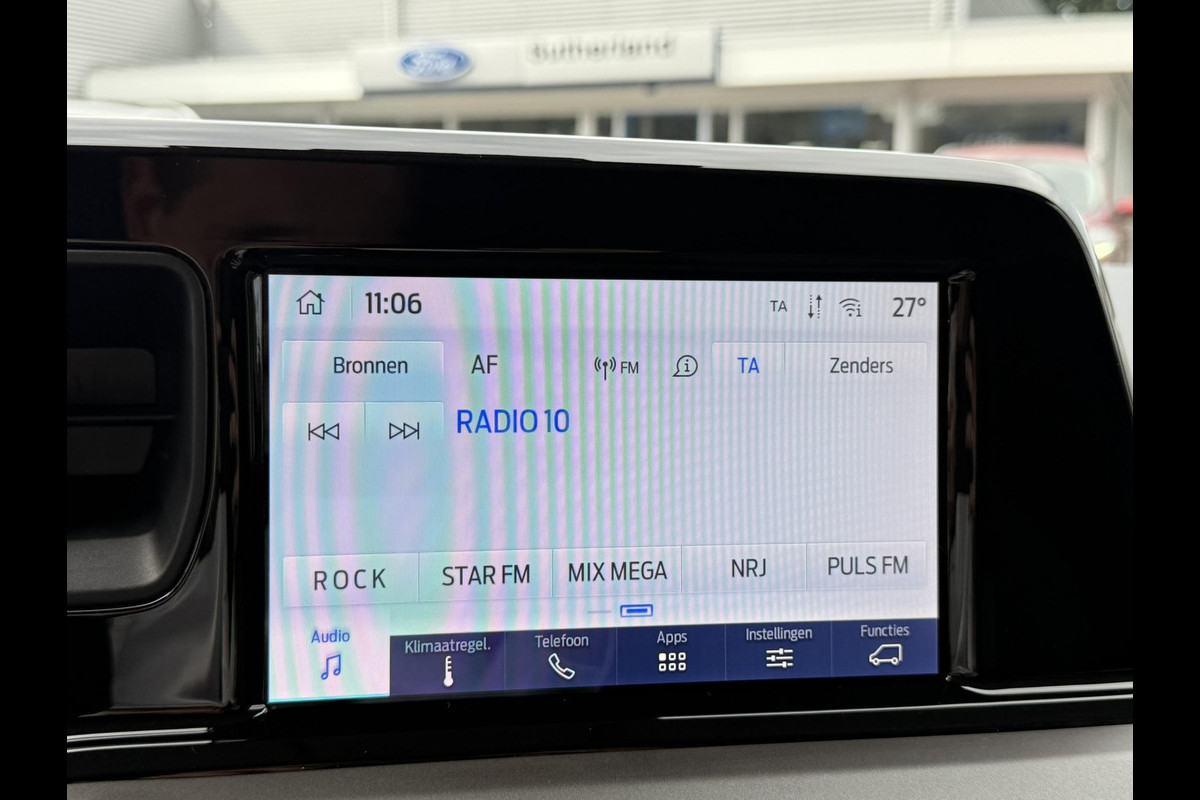 Ford Sutherland
11:06 TA 27°
Bronnen AF FM TA Zenders
RADIO 10
ROCK STAR FM MIX MEGA NRJ PULS FM
Audio Klimaatregel. Telefoon Apps Instellingen Functies